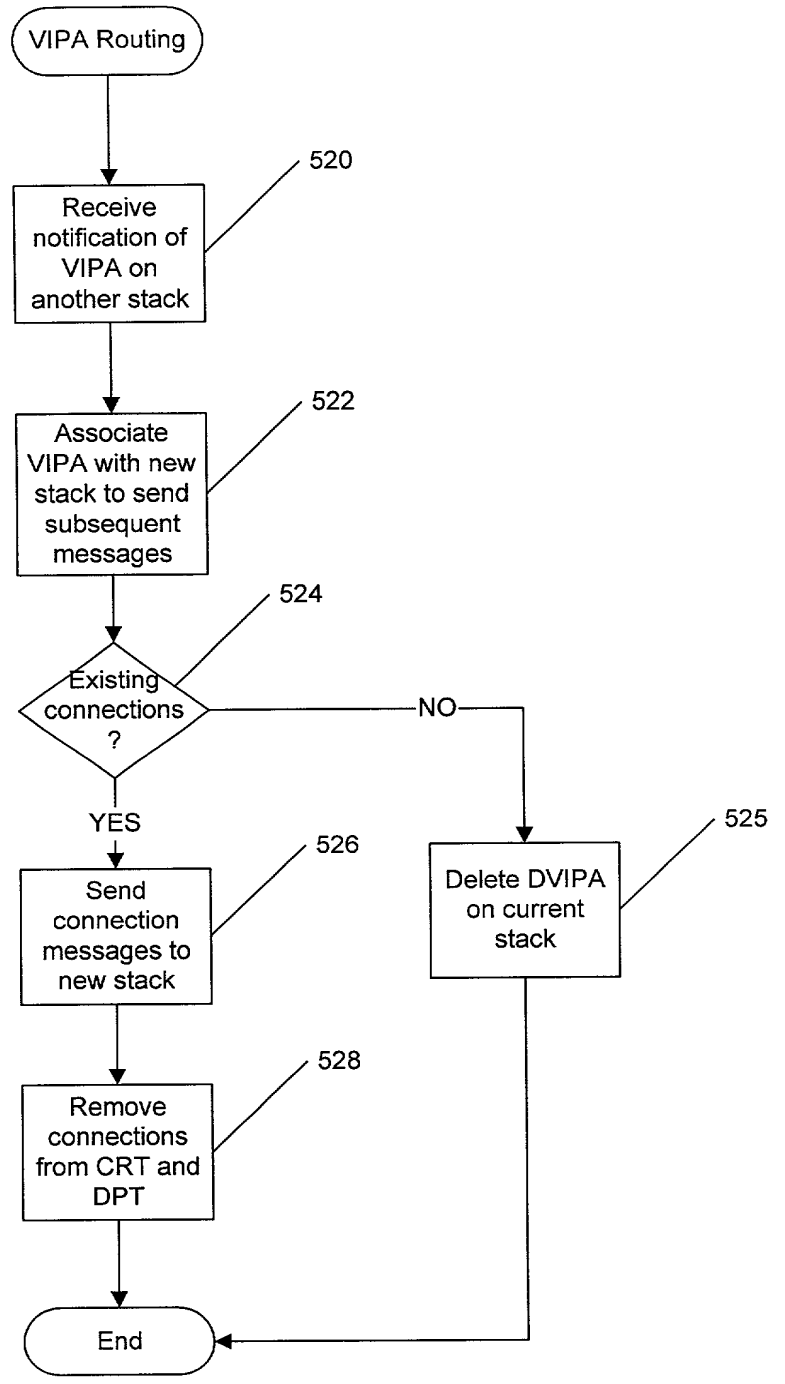 VIPA Routing
520
Receive
notification of
VIPA on
another stack
522
Associate
VIPA with new
stack to send
subsequent
messages
524
Existing
connections
?
NO
YES
525
526
Delete DVIPA
on current
stack
Send
connection
messages to
new stack
528
Remove
connections
from CRT and
DPT
End